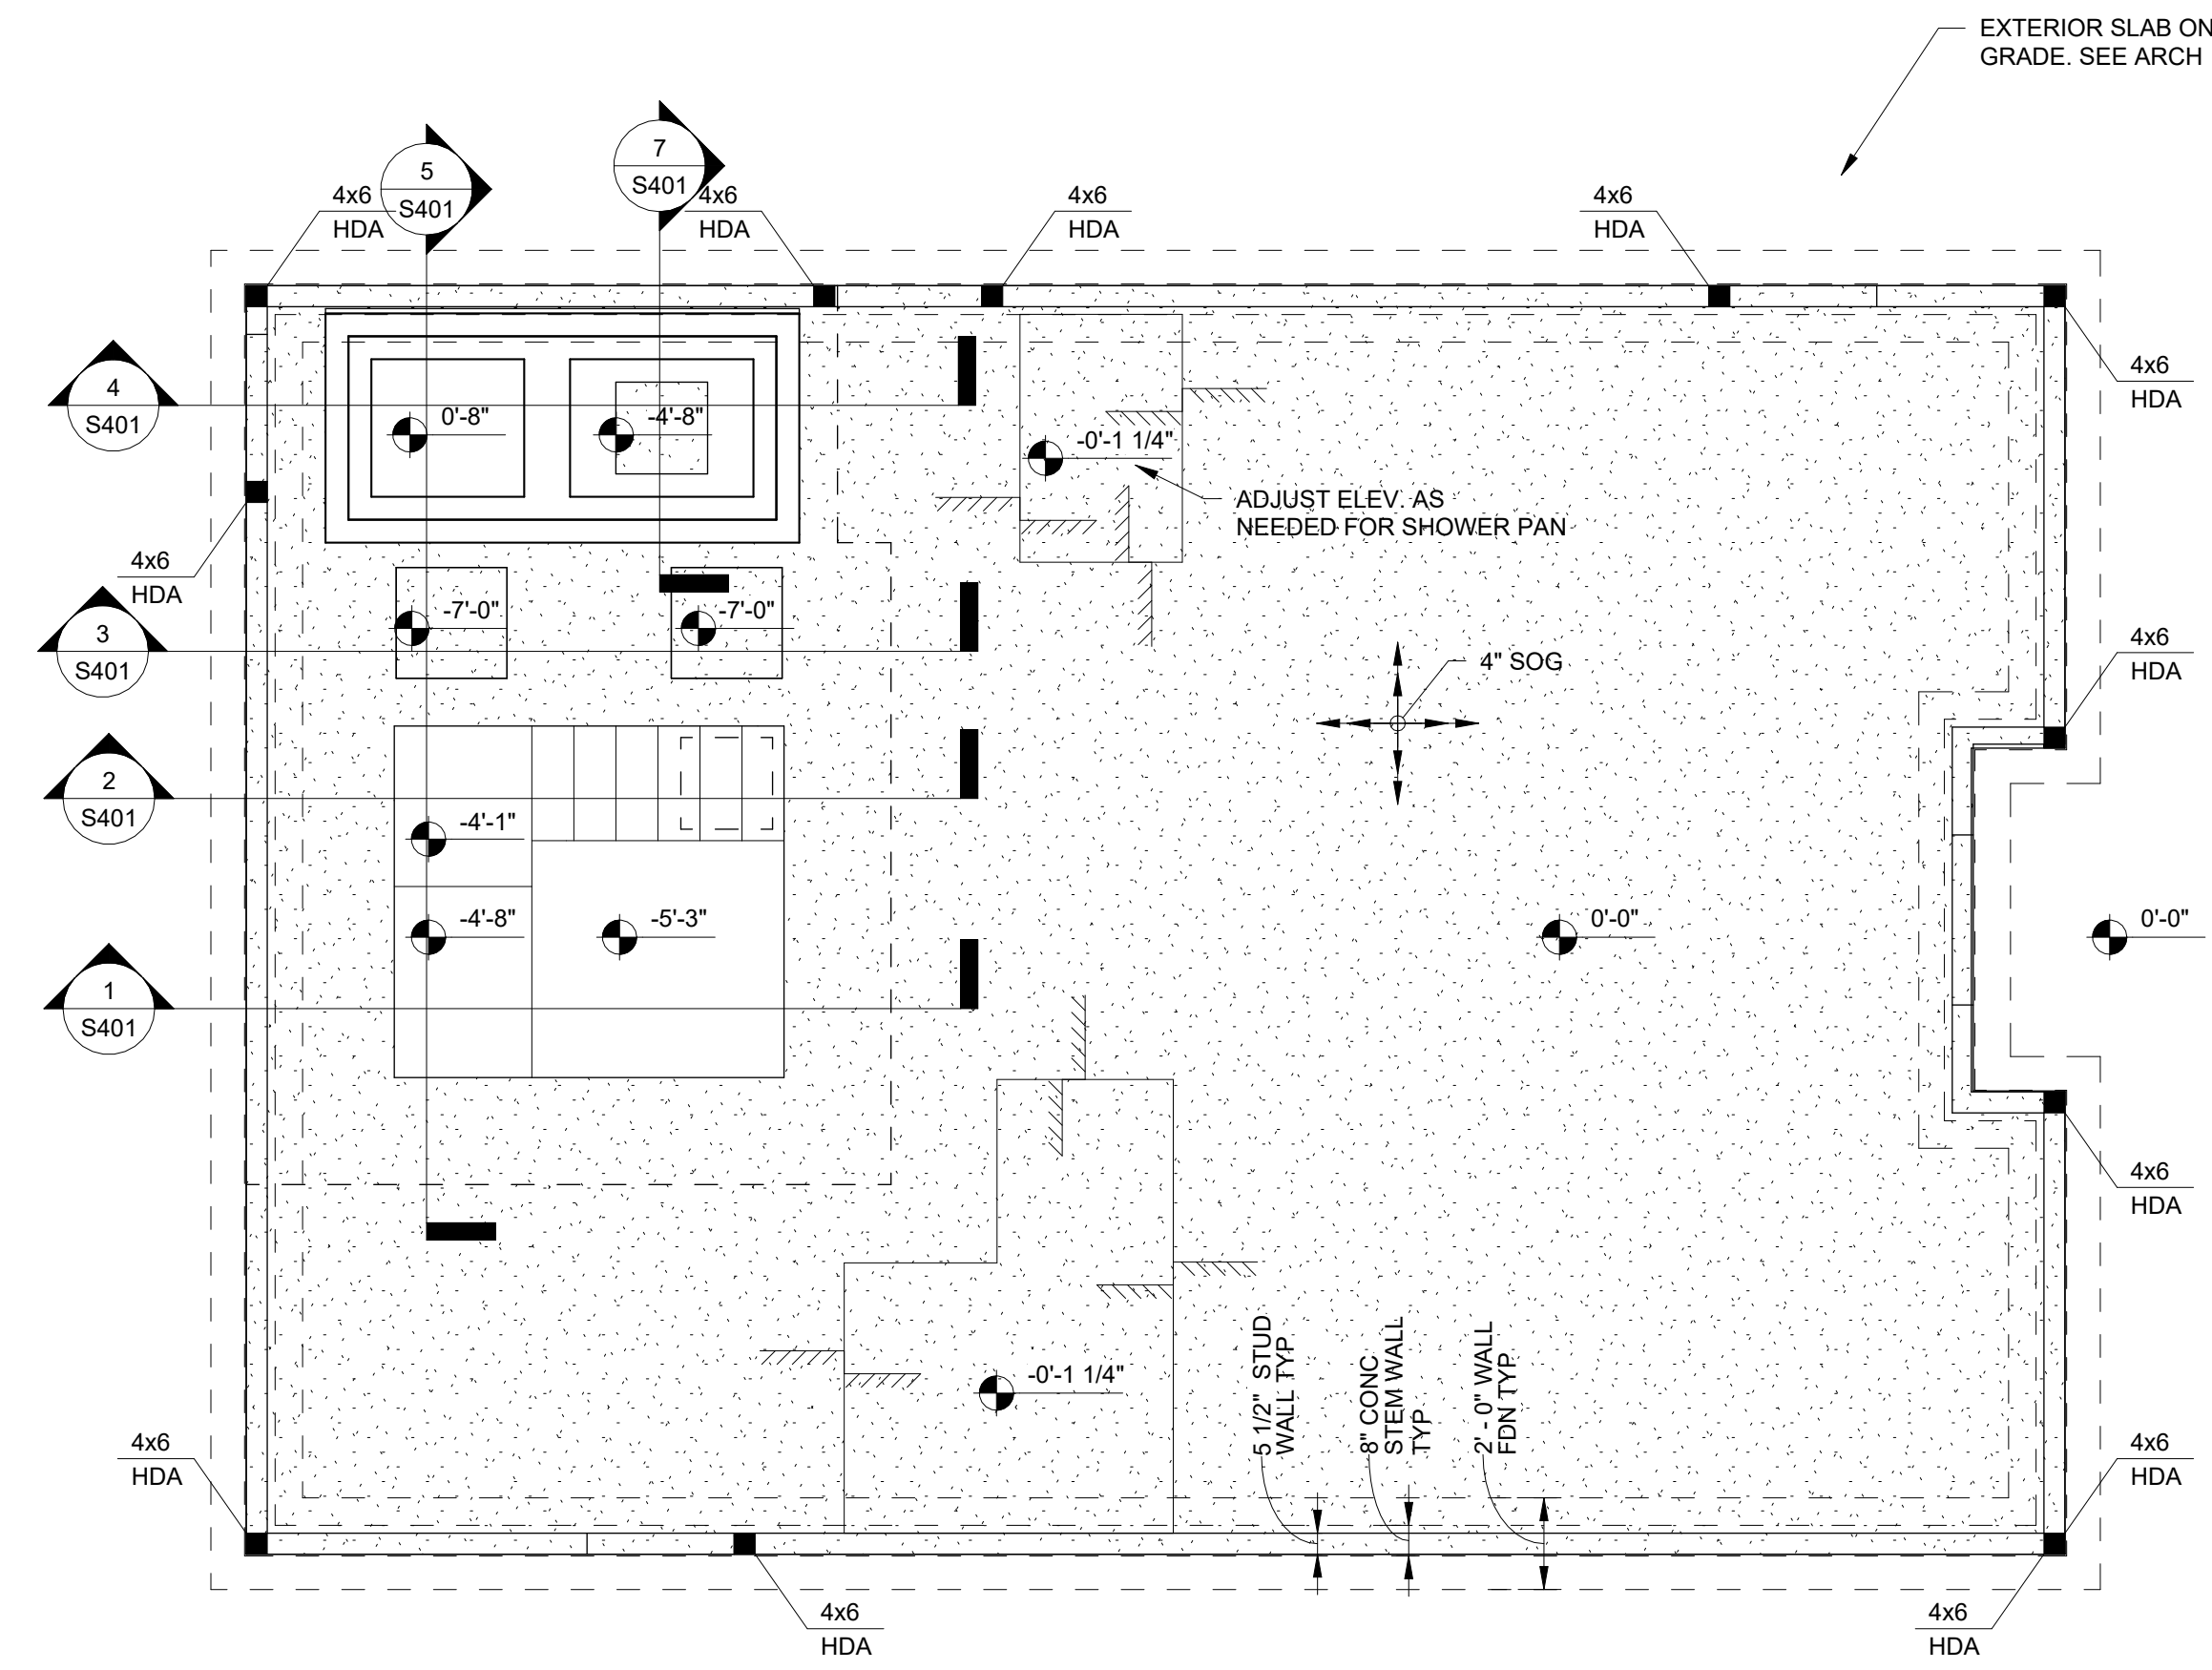 EXTERIOR SLAB ON
GRADE. SEE ARCH
5
S401
7
S401
4x6
HDA
4x6
HDA
4x6
HDA
4x6
HDA
4
S401
0'-8"
-4'-8"
-0'-1 1/4"
ADJUST ELEV. AS
NEEDED FOR SHOWER PAN
4x6
HDA
4x6
HDA
3
S401
-7'-0"
-7'-0"
4" SOG
4x6
HDA
2
S401
-4'-1"
-4'-8"
-5'-3"
0'-0"
0'-0"
1
S401
4x6
HDA
-0'-1 1/4"
5 1/2" STUD
WALL TYP
8" CONC
STEM WALL
TYP
2' - 0" WALL
FDN TYP
4x6
HDA
4x6
HDA
4x6
HDA
4x6
HDA